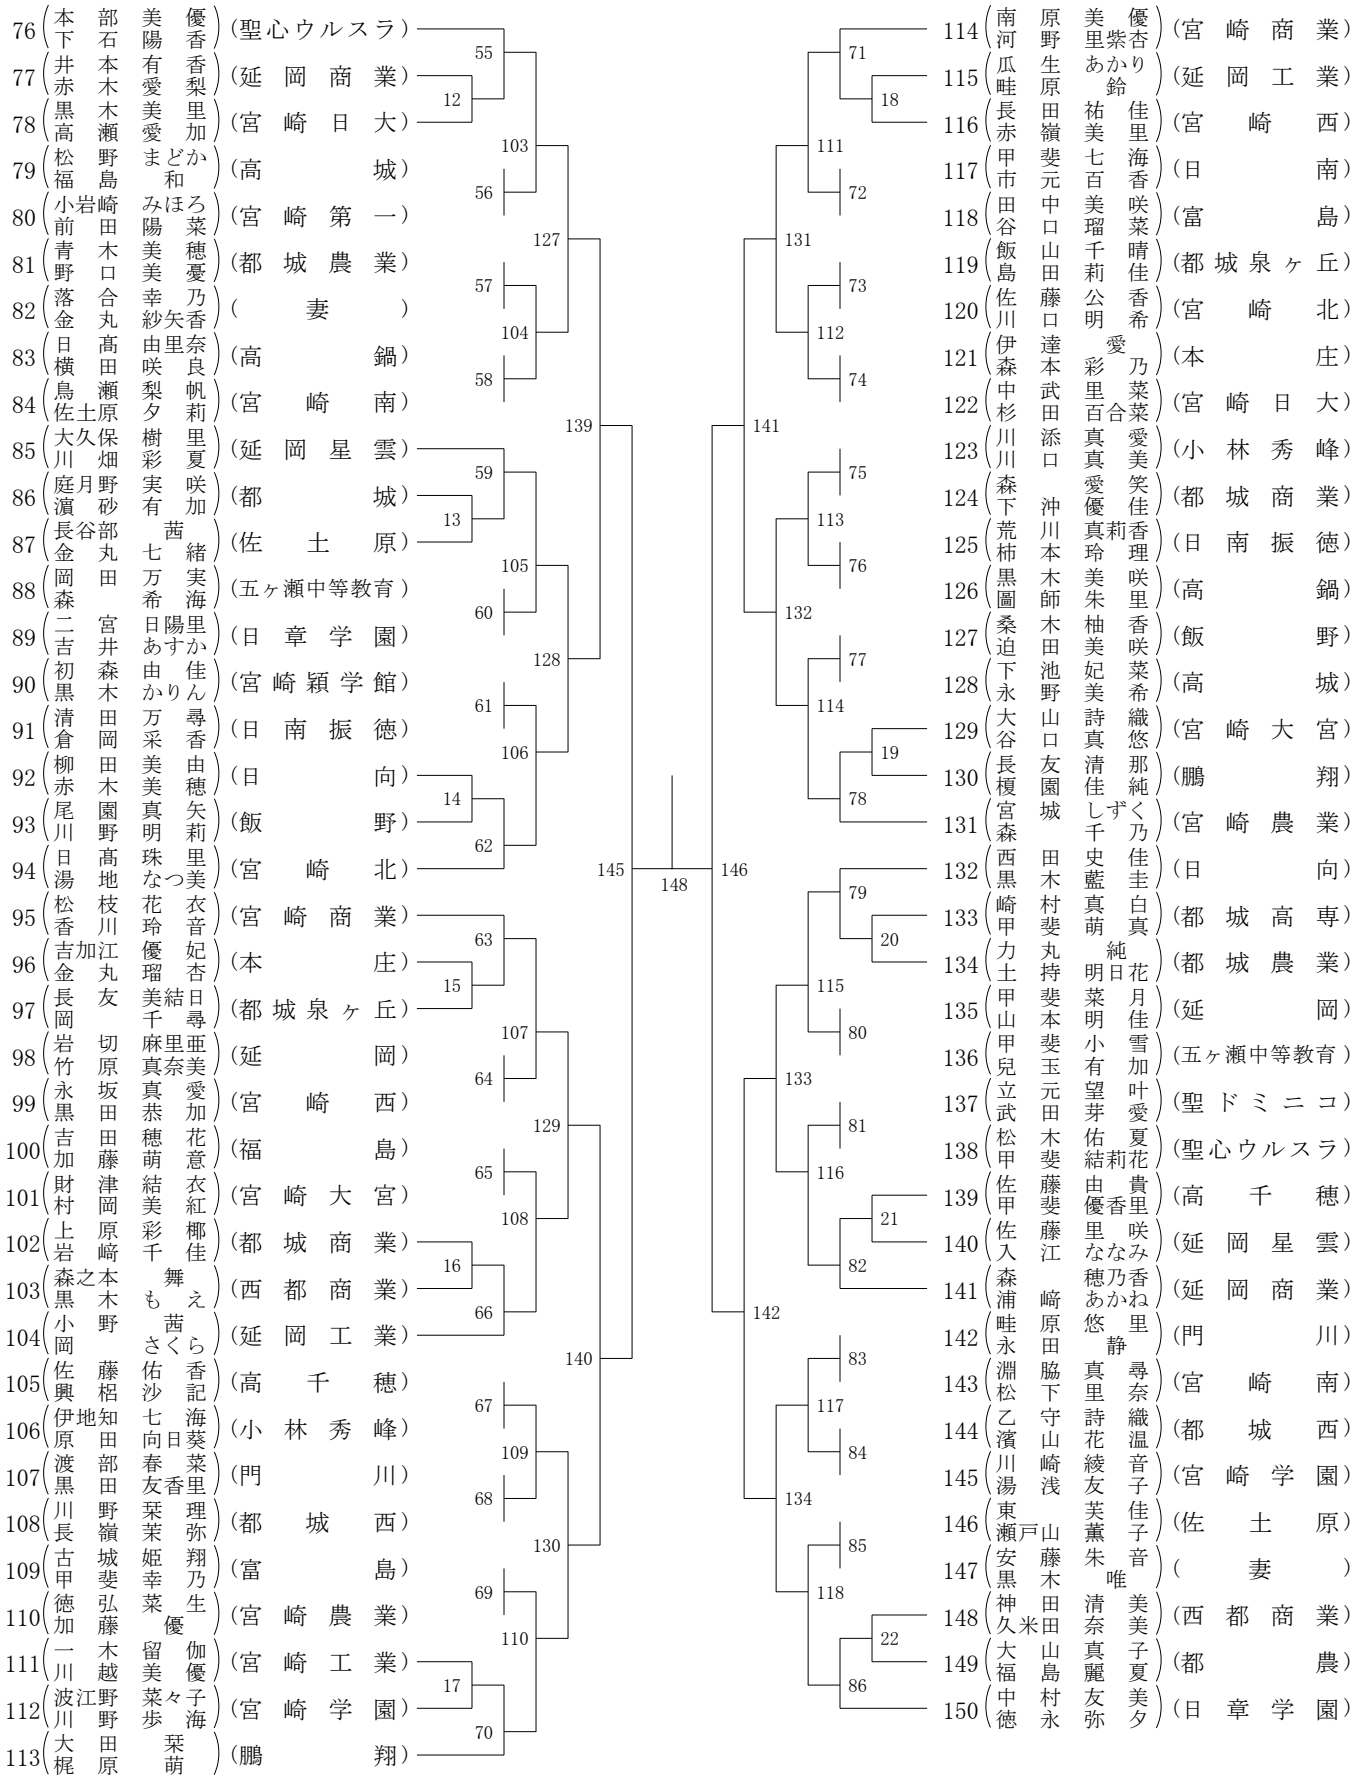 76 本部美優 下石陽香 (聖心ウルスラ)
77 井本有香 赤木愛梨 (延岡商業)
78 黒木美里 高瀬愛加 (宮崎日大)
79 松野まどか 福島和 (高城)
80 小岩崎みほろ 前田陽菜 (宮崎第一)
81 青木美穂 野口美憂 (都城農業)
82 落合幸乃 金丸紗矢香 (妻)
83 日髙由里奈 横田咲良 (高鍋)
84 鳥瀬梨帆 佐土原夕莉 (宮崎南)
85 大久保樹里 川畑彩夏 (延岡星雲)
86 庭月野実咲 濵砂有加 (都城)
87 長谷部茜 金丸七緒 (佐土原)
88 岡田万実 森希海 (五ヶ瀬中等教育)
89 二宮日陽里 吉井あすか (日章学園)
90 初森由佳 黒木かりん (宮崎穎学館)
91 清田万尋 倉岡采香 (日南振徳)
92 柳田美由 赤木美穂 (日向)
93 尾園真矢 川野明莉 (飯野)
94 日髙珠里 湯地なつ美 (宮崎北)
95 松枝花衣 香川玲音 (宮崎商業)
96 吉加江優妃 金丸瑠杏 (本庄)
97 長友美結日 岡千尋 (都城泉ヶ丘)
98 岩切麻里亜 竹原真奈美 (延岡)
99 永坂真愛 黒田恭加 (宮崎西)
100 吉田穂花 加藤萌意 (福島)
101 財津結衣 村岡美紅 (宮崎大宮)
102 上原彩椰 岩﨑千佳 (都城商業)
103 森之本舞 黒木もえ (西都商業)
104 小野茜 岡さくら (延岡工業)
105 佐藤佑香 興梠沙記 (高千穂)
106 伊地知七海 原田向日葵 (小林秀峰)
107 渡部春菜 黒田友香里 (門川)
108 川野栞理 長嶺茉弥 (都城西)
109 古城姫翔 甲斐幸乃 (富島)
110 徳弘菜生 加藤優 (宮崎農業)
111 一木留伽 川越美優 (宮崎工業)
112 波江野菜々子 川野歩海 (宮崎学園)
113 大田栞 梶原萌 (鵬翔)
55
12
103
56
127
57
104
58
139
59
13
105
60
128
61
106
14
62
145
63
15
107
64
129
65
108
16
66
140
67
109
68
130
69
110
17
70
148
146
71
18
111
72
131
73
112
74
141
75
113
76
132
77
114
19
78
79
20
115
80
133
81
116
21
82
142
83
117
84
134
85
118
22
86
114 南原美優 河野里紫杏 (宮崎商業)
115 瓜生あかり 畦原鈴 (延岡工業)
116 長田祐佳 赤嶺美里 (宮崎西)
117 甲斐七海 市元百香 (日南)
118 田中美咲 谷口瑠菜 (富島)
119 飯山千晴 島田莉佳 (都城泉ヶ丘)
120 佐藤公香 川口明希 (宮崎北)
121 伊達愛 森本彩乃 (本庄)
122 中武里菜 杉田百合菜 (宮崎日大)
123 川添真愛 川口真美 (小林秀峰)
124 森愛笑 下沖優佳 (都城商業)
125 荒川真莉香 柿本玲理 (日南振徳)
126 黒木美咲 圖師朱里 (高鍋)
127 桑木柚香 迫田美咲 (飯野)
128 下池妃菜 永野美希 (高城)
129 大山詩織 谷口真悠 (宮崎大宮)
130 長友清那 榎園佳純 (鵬翔)
131 宮城しずく 森千乃 (宮崎農業)
132 西田史佳 黒木藍圭 (日向)
133 崎村真白 甲斐萌真 (都城高専)
134 力丸純 土持明日花 (都城農業)
135 甲斐菜月 山本明佳 (延岡)
136 甲斐小雪 兒玉有加 (五ヶ瀬中等教育)
137 立元望叶 武田芽愛 (聖ドミニコ)
138 松木佑夏 甲斐結莉花 (聖心ウルスラ)
139 佐藤由貴 甲斐優香里 (高千穂)
140 佐藤里咲 入江ななみ (延岡星雲)
141 森穂乃香 浦﨑あかね (延岡商業)
142 畦原悠里 永田静 (門川)
143 淵脇真尋 松下里奈 (宮崎南)
144 乙守詩織 濱山花温 (都城西)
145 川崎綾音 湯浅友子 (宮崎学園)
146 東芙佳 瀬戸山薫子 (佐土原)
147 安藤朱音 黒木唯 (妻)
148 神田清美 久米田奈美 (西都商業)
149 大山真子 福島麗夏 (都農)
150 中村友美 徳永弥夕 (日章学園)